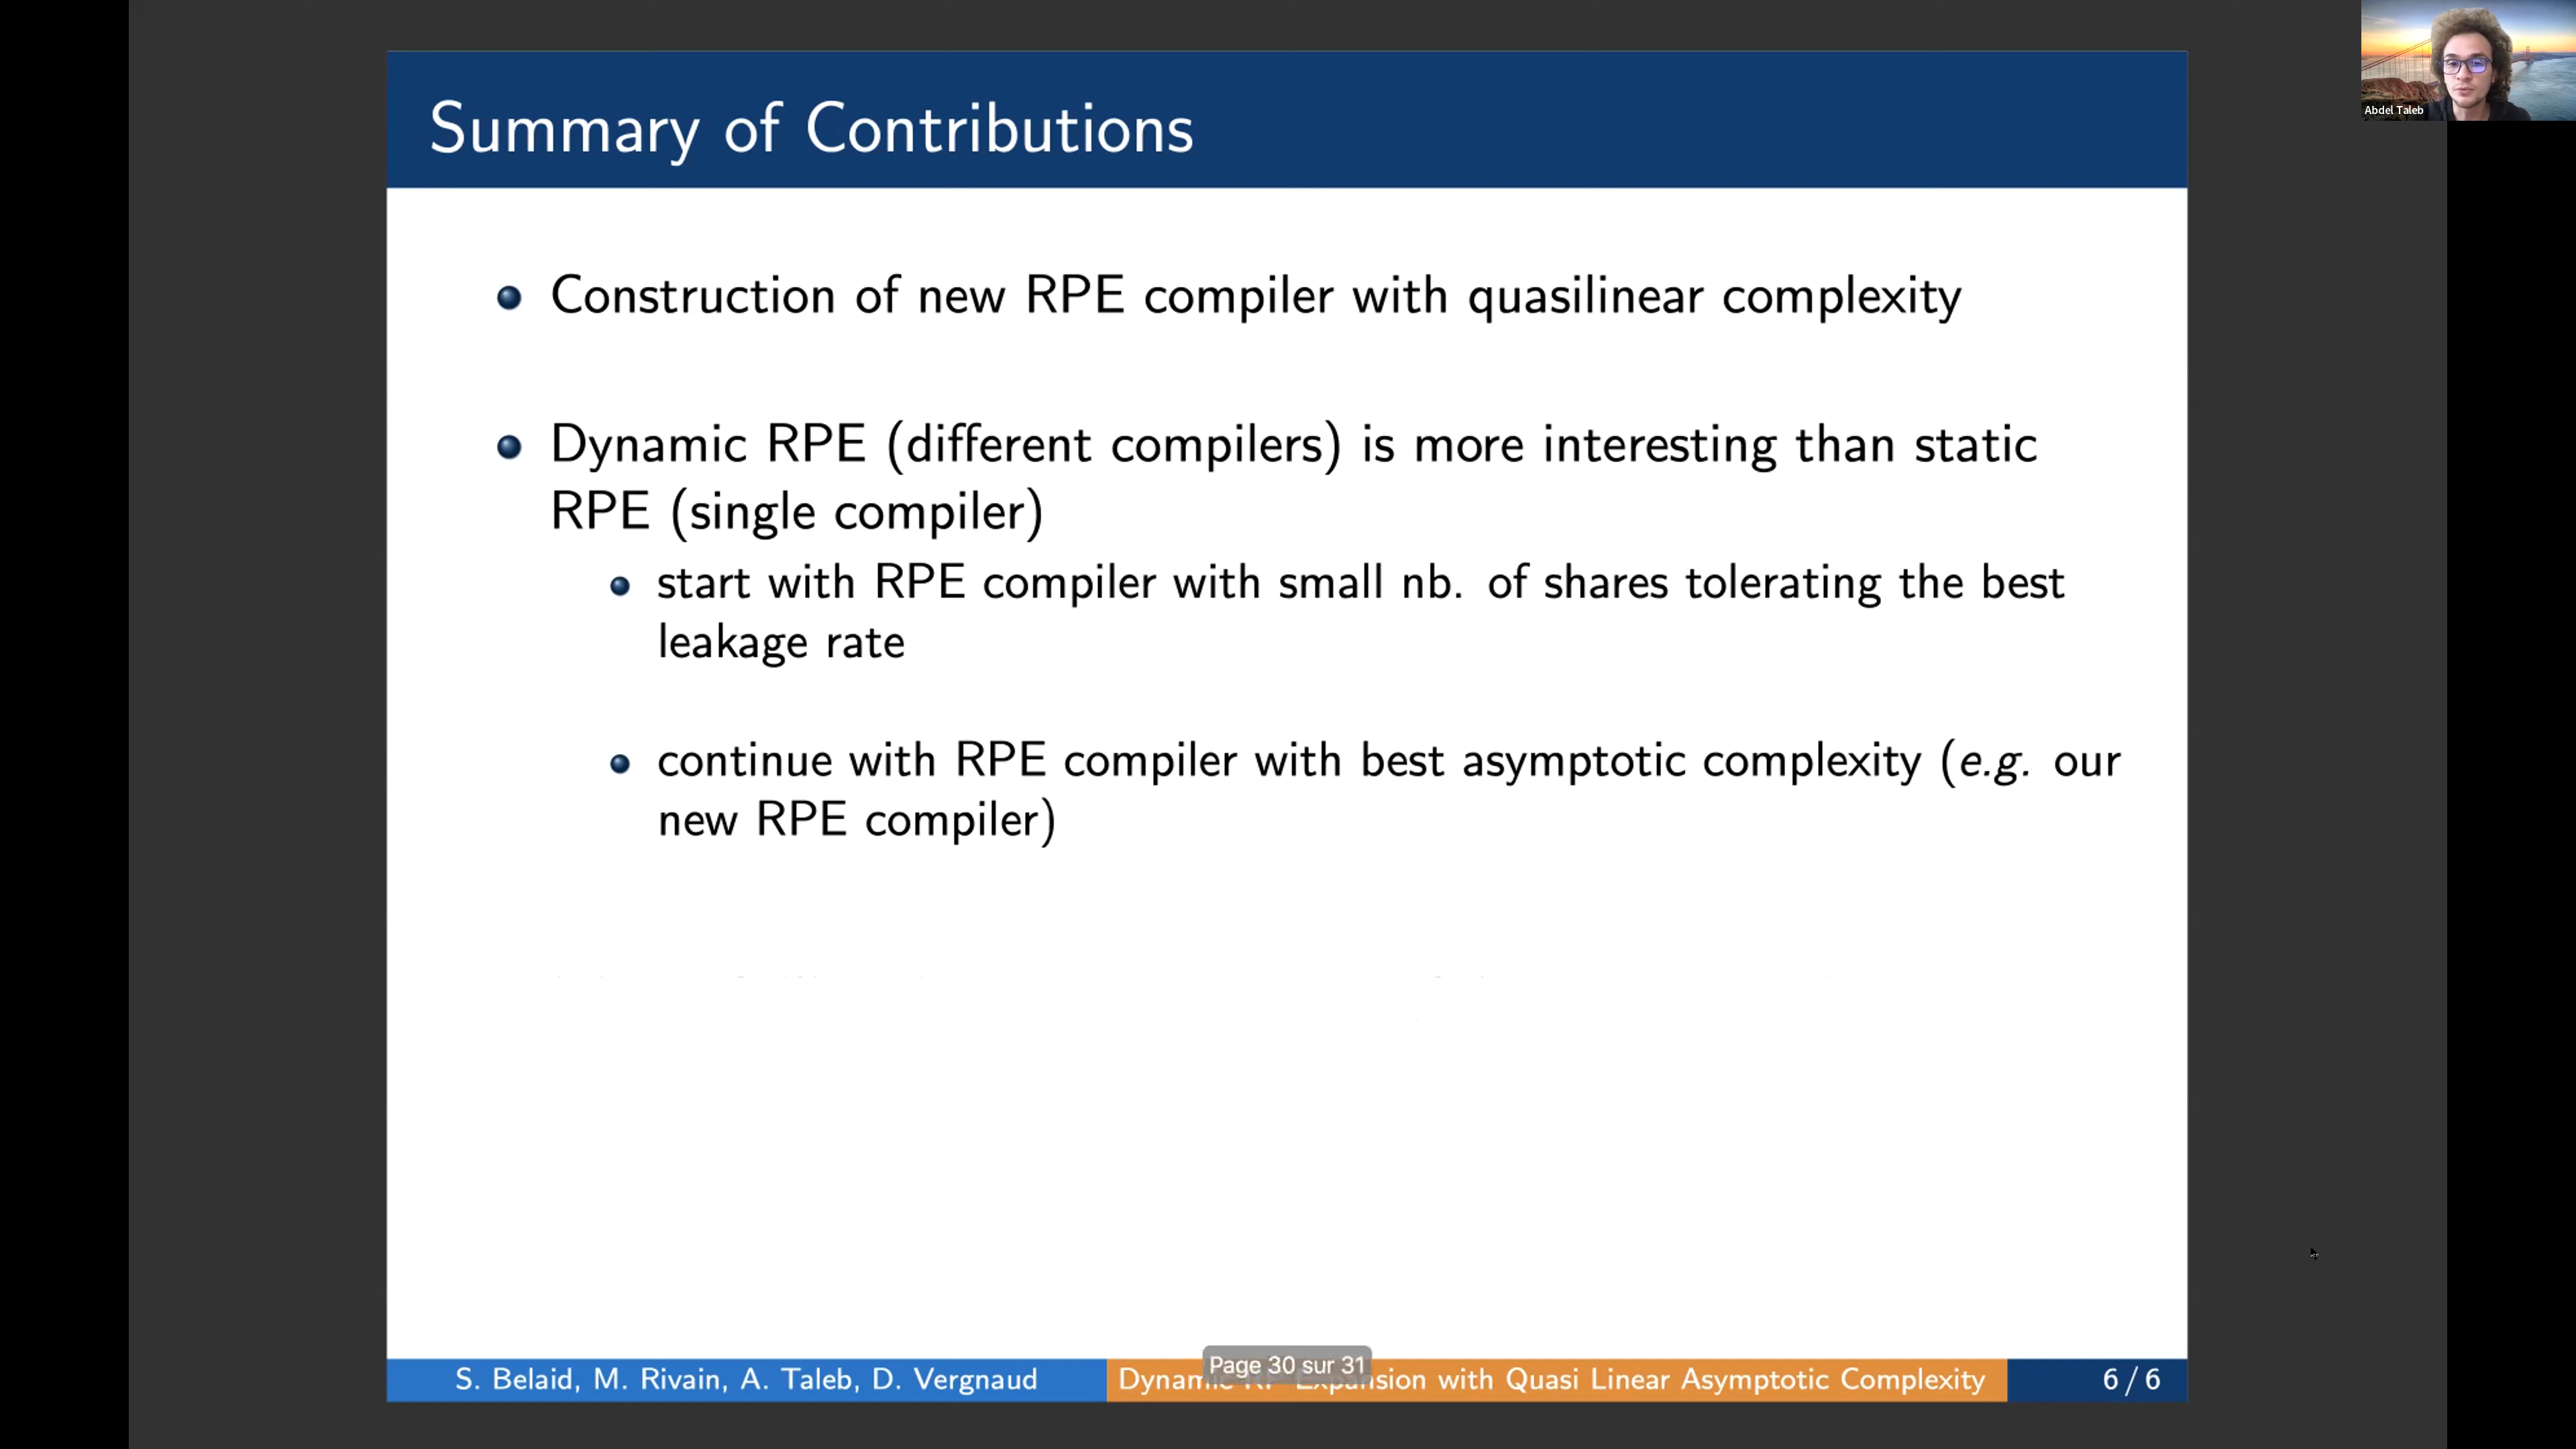 Abdel Taleb
Summary of Contributions
Construction of new RPE compiler with quasilinear complexity
Dynamic RPE (different compilers) is more interesting than static
RPE (single compiler)
start with RPE compiler with small nb. of shares tolerating the best
leakage rate
continue with RPE compiler with best asymptotic complexity (e.g. our
new RPE compiler)
Page 30 sur 31
S. Belaid, M. Rivain, A. Taleb, D. Vergnaud
Expansion with Quasi Linear Asymptotic Complexity
6 / 6